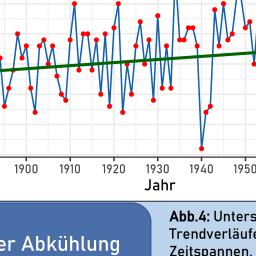 1900 1910 1920 1930 1940 1950
Jahr
er Abkühlung
Abb.4: Unters
Trendverläufe
Zeitspannen.